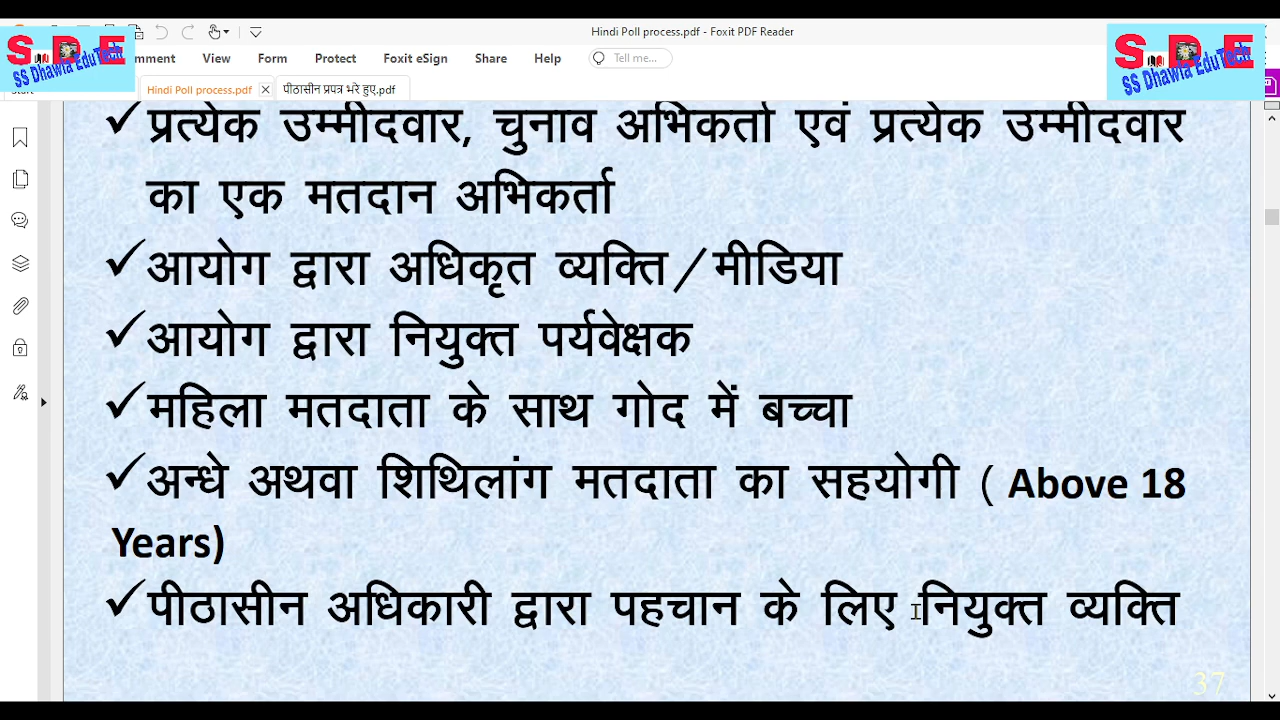 Hindi Poll process.pdf - Foxit PDF Reader
S D E
SS Dhawla EduTech
S D E
SS Dhawla EduTech
mment View Form Protect Foxit eSign Share Help Tell me...
Hindi Poll process.pdf पीठासीन प्रपत्र भरे हुए.pdf
✓प्रत्येक उम्मीदवार, चुनाव अभिकर्ता एवं प्रत्येक उम्मीदवार
का एक मतदान अभिकर्ता
✓आयोग द्वारा अधिकृत व्यक्ति/मीडिया
✓आयोग द्वारा नियुक्त पर्यवेक्षक
✓महिला मतदाता के साथ गोद में बच्चा
✓अन्धे अथवा शिथिलांग मतदाता का सहयोगी ( Above 18
Years)
✓पीठासीन अधिकारी द्वारा पहचान के लिए नियुक्त व्यक्ति
37